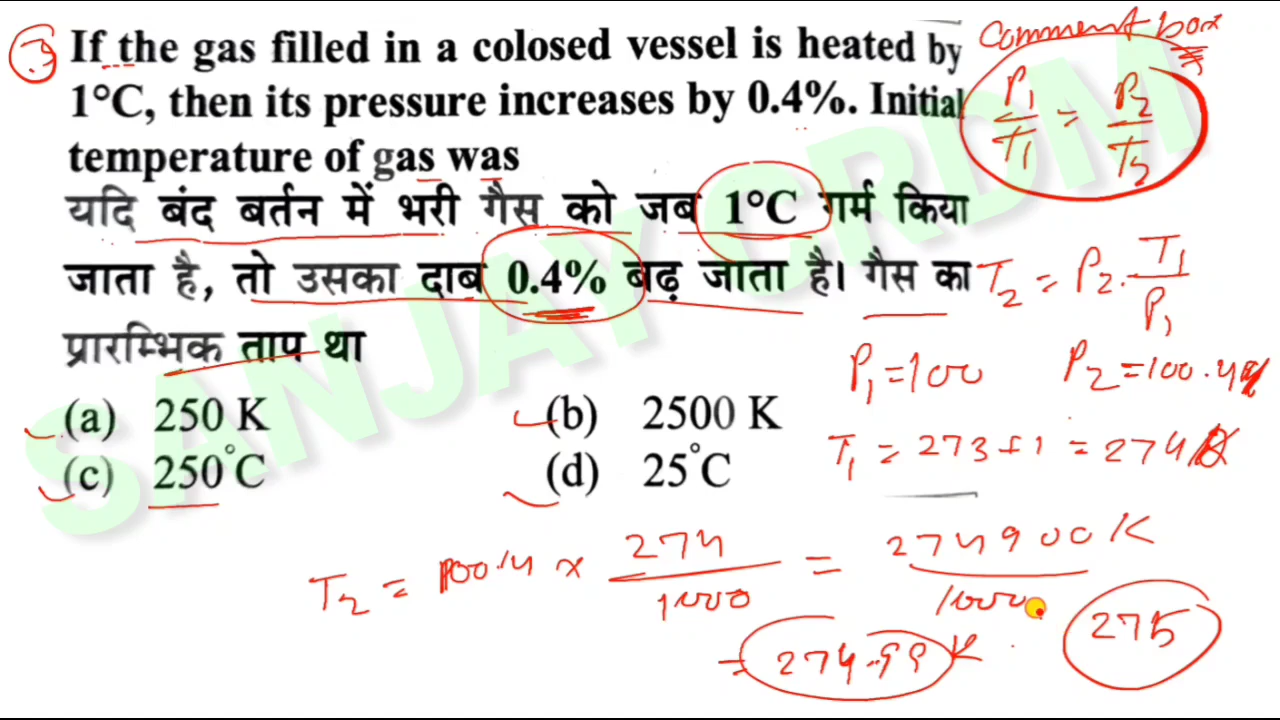 Comment box
(3) If the gas filled in a colosed vessel is heated by
1°C, then its pressure increases by 0.4%. Initial
temperature of gas was
P1/T1 = P2/T2
यदि बंद बर्तन में भरी गैस को जब 1°C गर्म किया
जाता है, तो उसका दाब 0.4% बढ़ जाता है। गैस का
प्रारम्भिक ताप था
T2 = P2 · T1/P1
P1 = 100 P2 = 100.4
(a) 250 K (b) 2500 K
(c) 250°C (d) 25°C
T1 = 273+1 = 274
T2 = 100.4 × 274/1000 = 274900K/1000
= 274.99 K 275
SANJAY CRDM